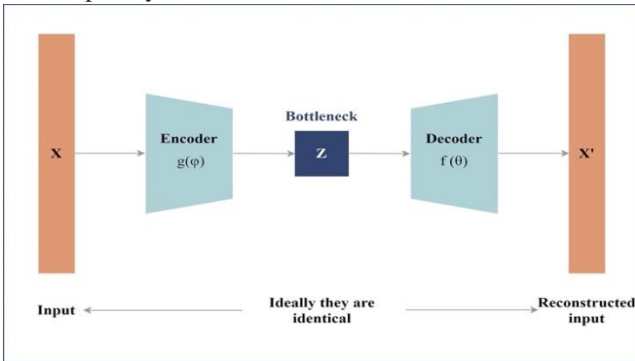 Bottleneck
X
Encoder
g(φ)
Z
Decoder
f (θ)
X'
Input
Ideally they are
identical
Reconstructed
input